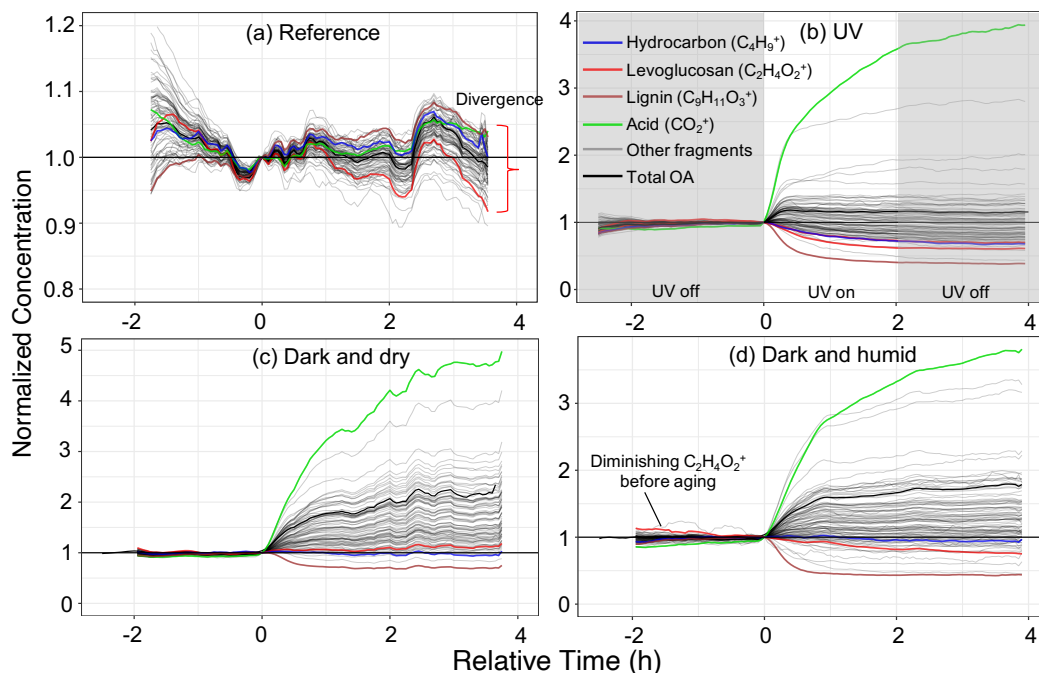 Normalized Concentration
(a) Reference
Divergence
1.2
1.1
1.0
0.9
0.8
-2
0
2
4
(b) UV
Hydrocarbon (C₄H₉⁺)
Levoglucosan (C₂H₄O₂⁺)
Lignin (C₉H₁₁O₃⁺)
Acid (CO₂⁺)
Other fragments
Total OA
UV off
UV on
UV off
4
3
2
1
0
-2
0
2
4
(c) Dark and dry
5
4
3
2
1
0
-2
0
2
4
(d) Dark and humid
Diminishing C₂H₄O₂⁺
before aging
3
2
1
0
-2
0
2
4
Relative Time (h)